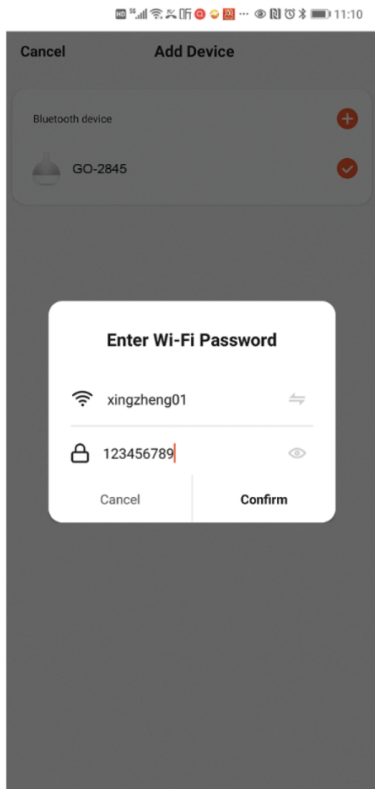 11:10
Cancel Add Device
Bluetooth device
GO-2845
Enter Wi-Fi Password
xingzheng01
123456789
Cancel Confirm